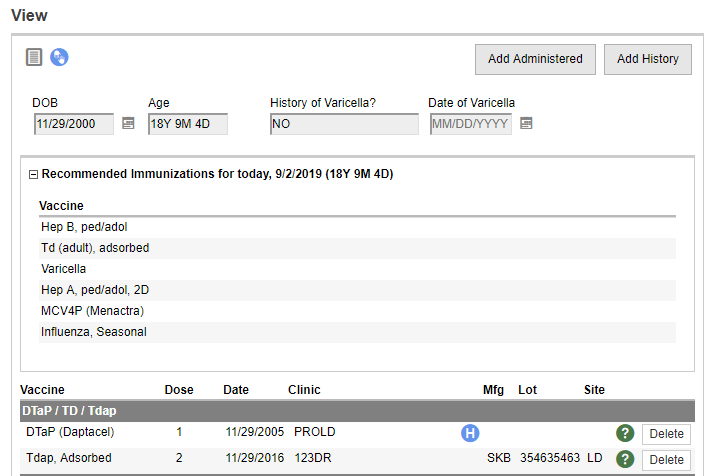 View
Add Administered Add History
DOB Age History of Varicella? Date of Varicella
11/29/2000 18Y 9M 4D NO MM/DD/YYYY
Recommended Immunizations for today, 9/2/2019 (18Y 9M 4D)
Vaccine
Hep B, ped/adol
Td (adult), adsorbed
Varicella
Hep A, ped/adol, 2D
MCV4P (Menactra)
Influenza, Seasonal
Vaccine Dose Date Clinic Mfg Lot Site
DTaP / TD / Tdap
DTaP (Daptacel) 1 11/29/2005 PROLD H ? Delete
Tdap, Adsorbed 2 11/29/2016 123DR SKB 354635463 LD ? Delete